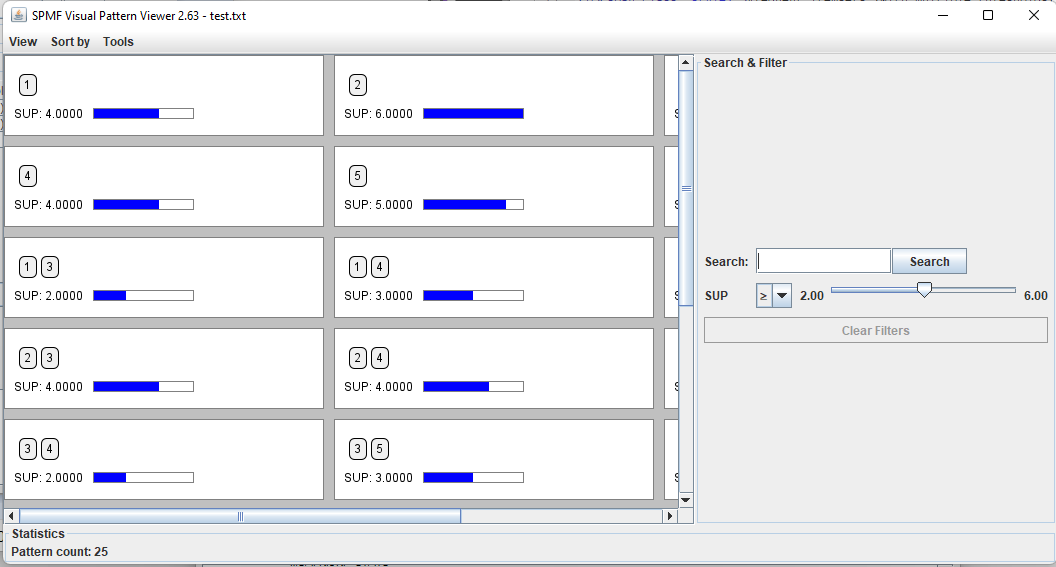 SPMF Visual Pattern Viewer 2.63 - test.txt
View Sort by Tools
1
SUP: 4.0000
2
SUP: 6.0000
4
SUP: 4.0000
5
SUP: 5.0000
1 3
SUP: 2.0000
1 4
SUP: 3.0000
2 3
SUP: 4.0000
2 4
SUP: 4.0000
3 4
SUP: 2.0000
3 5
SUP: 3.0000
Search & Filter
Search: Search
SUP ≥ 2.00 6.00
Clear Filters
Statistics
Pattern count: 25